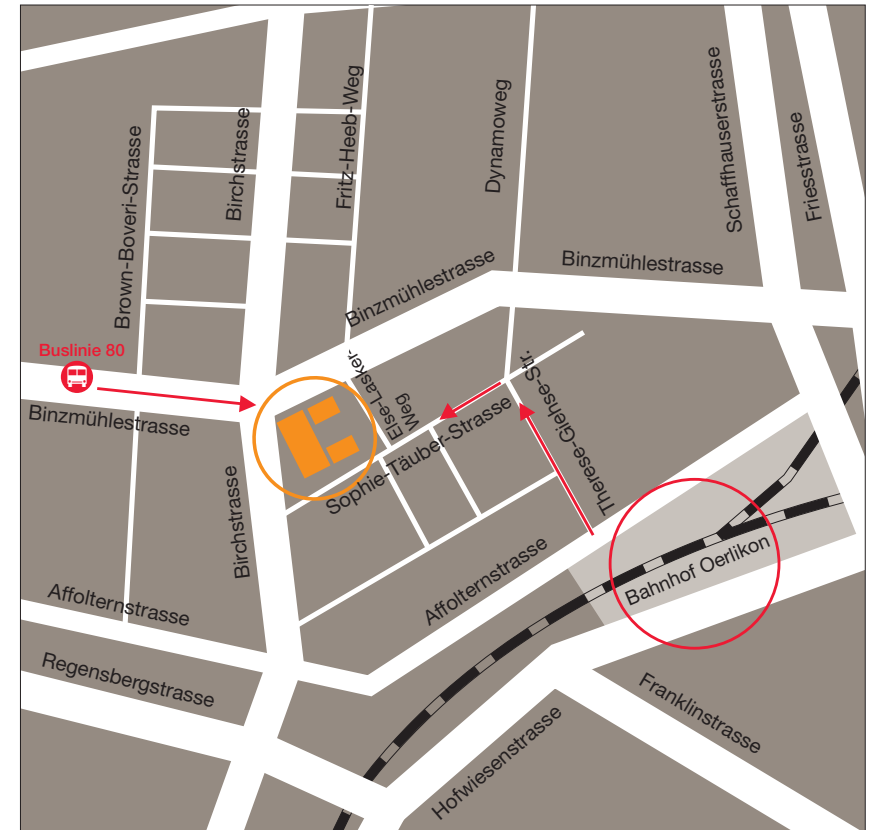 Brown-Boveri-Strasse
Birchstrasse
Fritz-Heeb-Weg
Dynamoweg
Schaffhauserstrasse
Friesstrasse
Binzmühlestrasse
Binzmühlestrasse
Buslinie 80
Binzmühlestrasse
Else-Lasker-
Weg
Sophie-Täuber-Strasse
Therese-Giehse-Str.
Birchstrasse
Affolternstrasse
Affolternstrasse
Bahnhof Oerlikon
Regensbergstrasse
Hofwiesenstrasse
Franklinstrasse